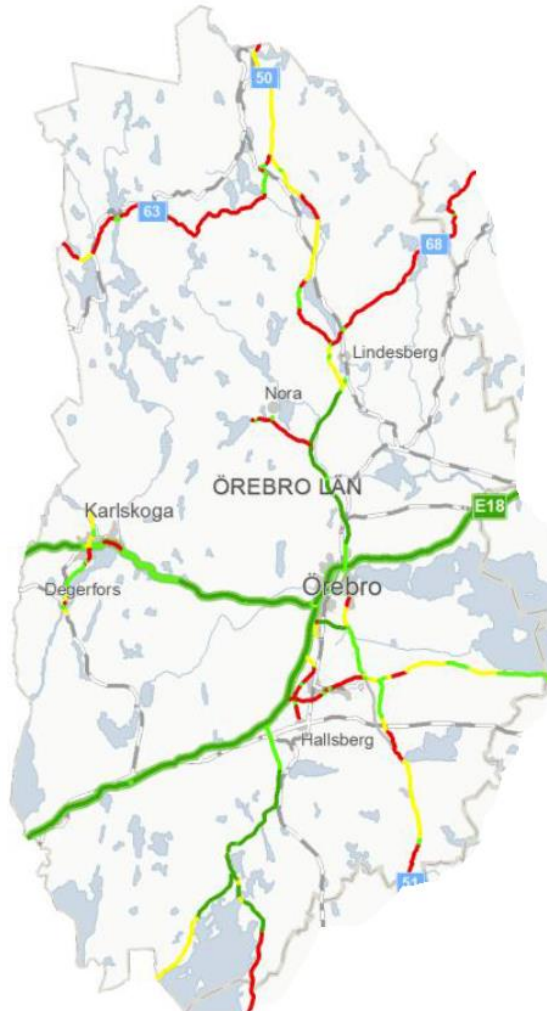 50
63
68
Lindesberg
Nora
ÖREBRO LÄN
E18
Karlskoga
Degerfors
Örebro
Hallsberg
51